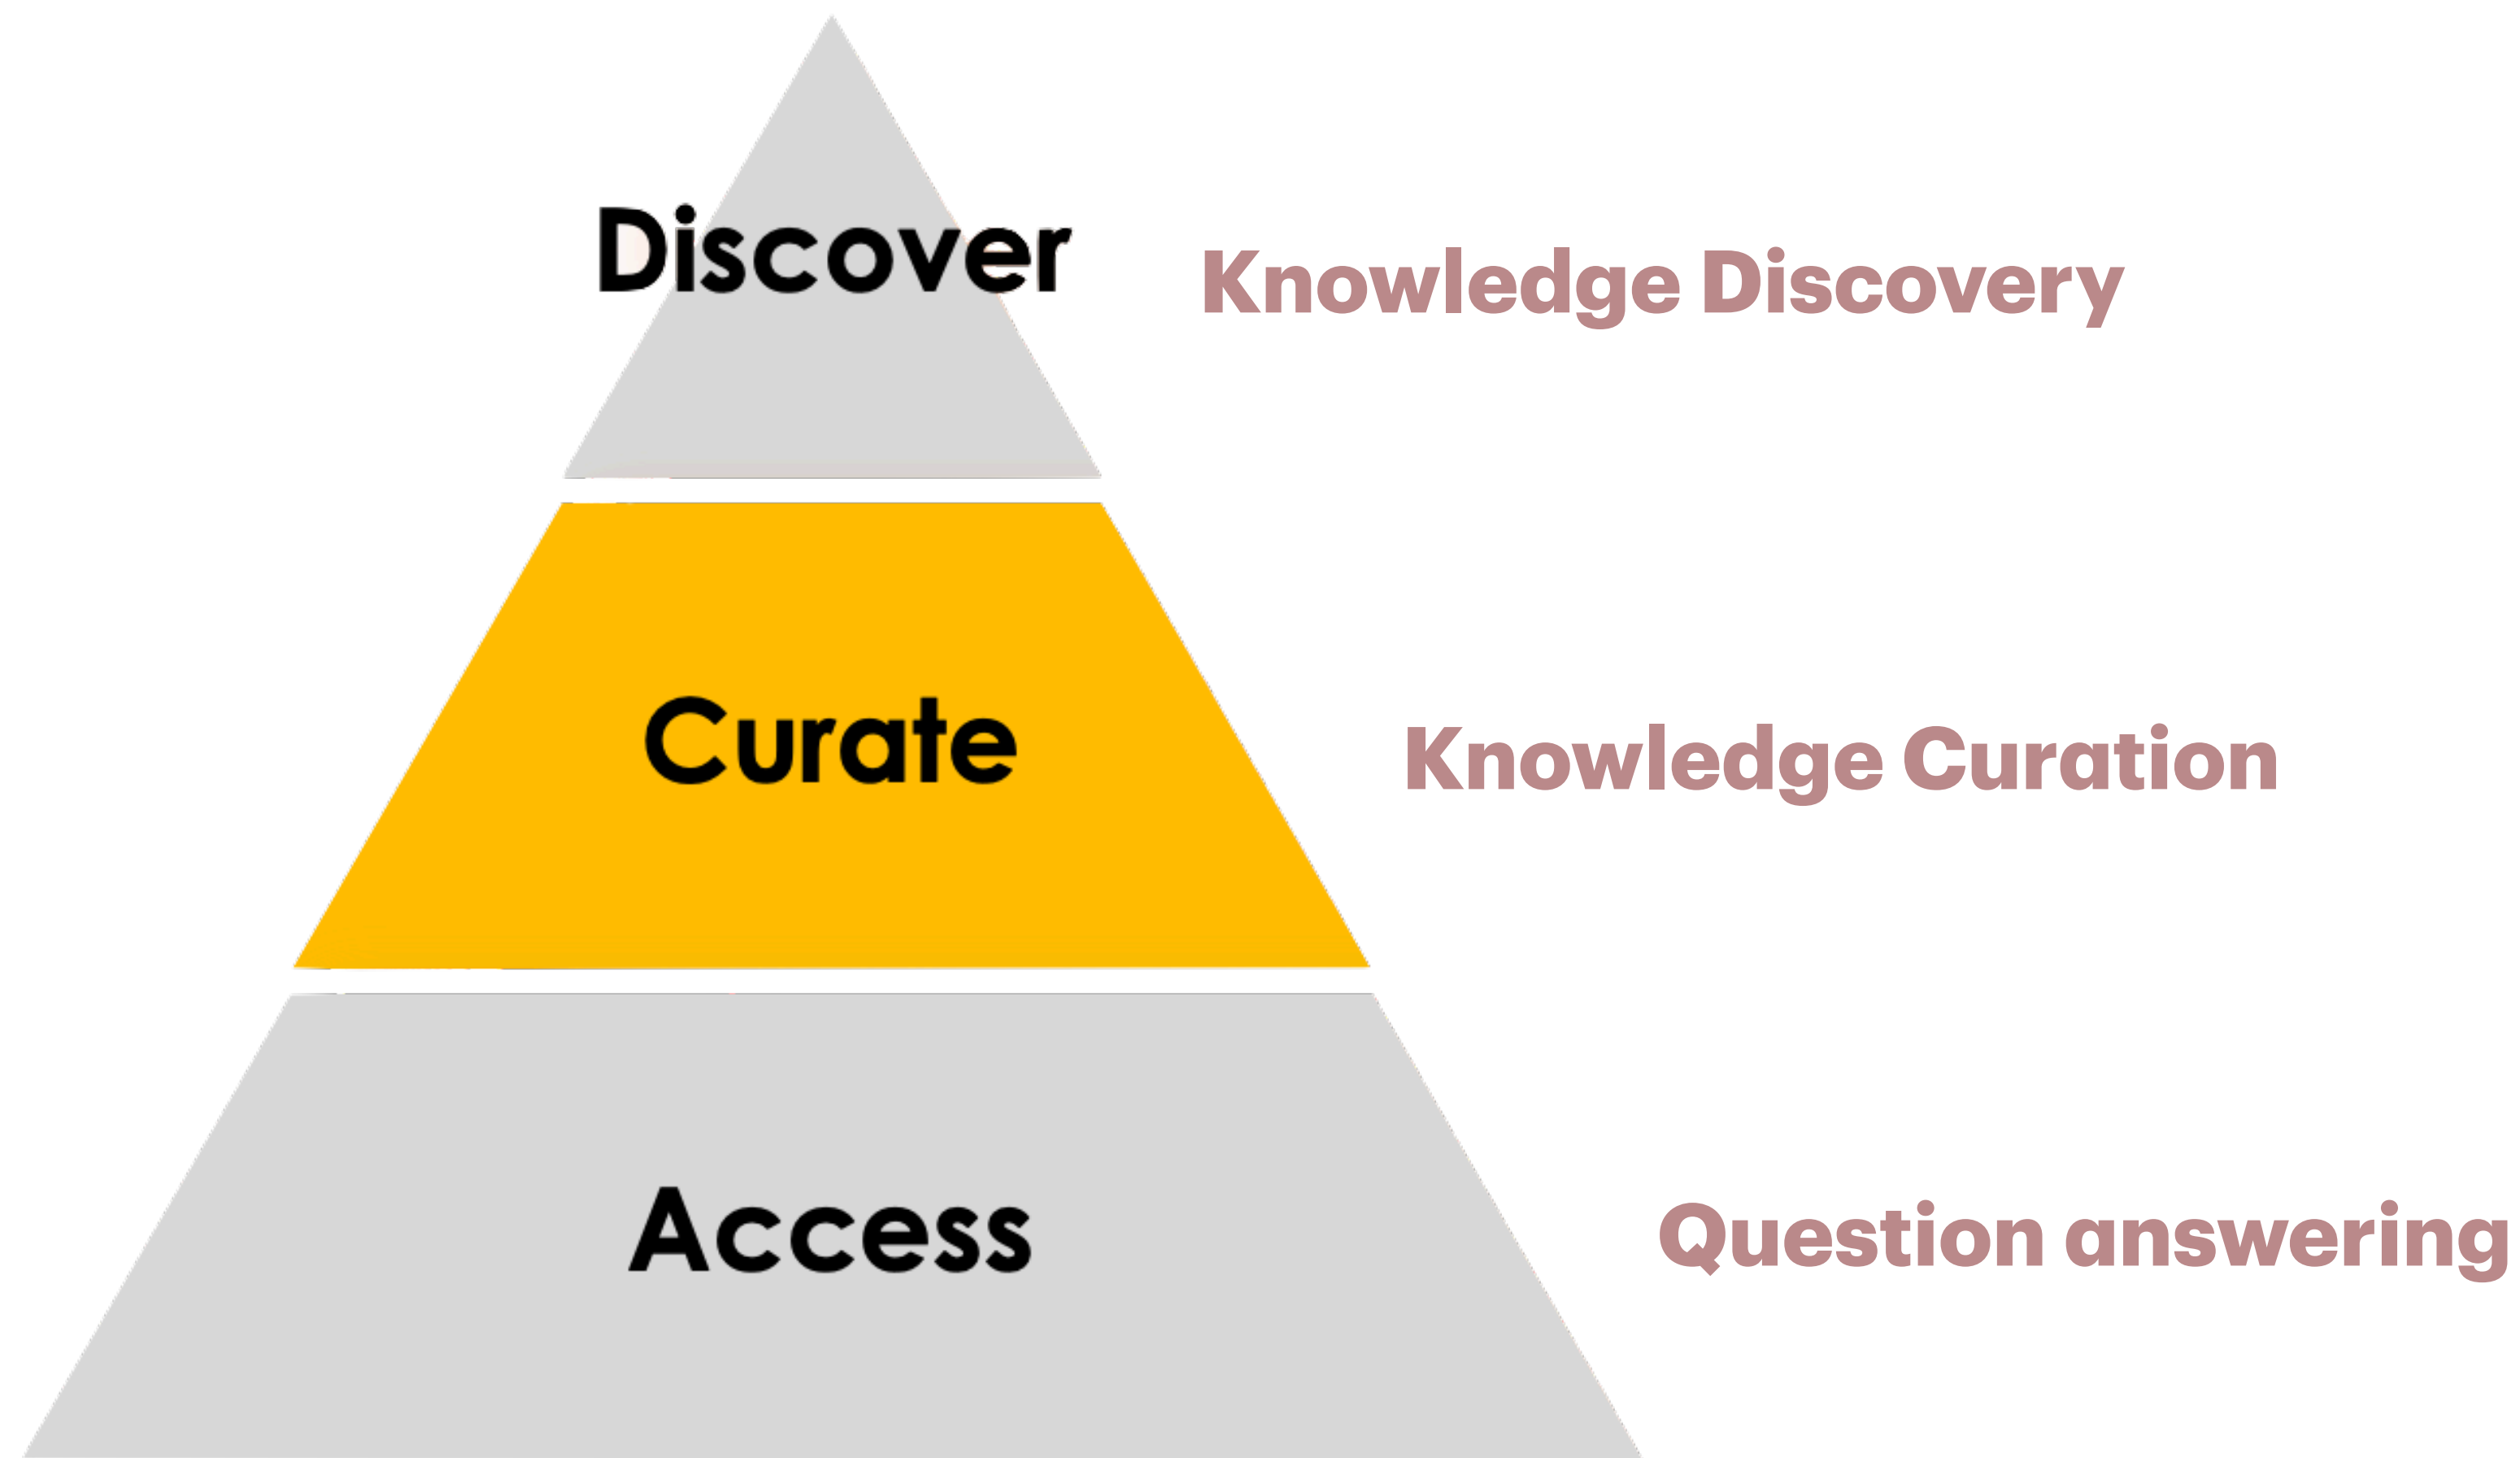 Discover
Knowledge Discovery
Curate
Knowledge Curation
Access
Question answering